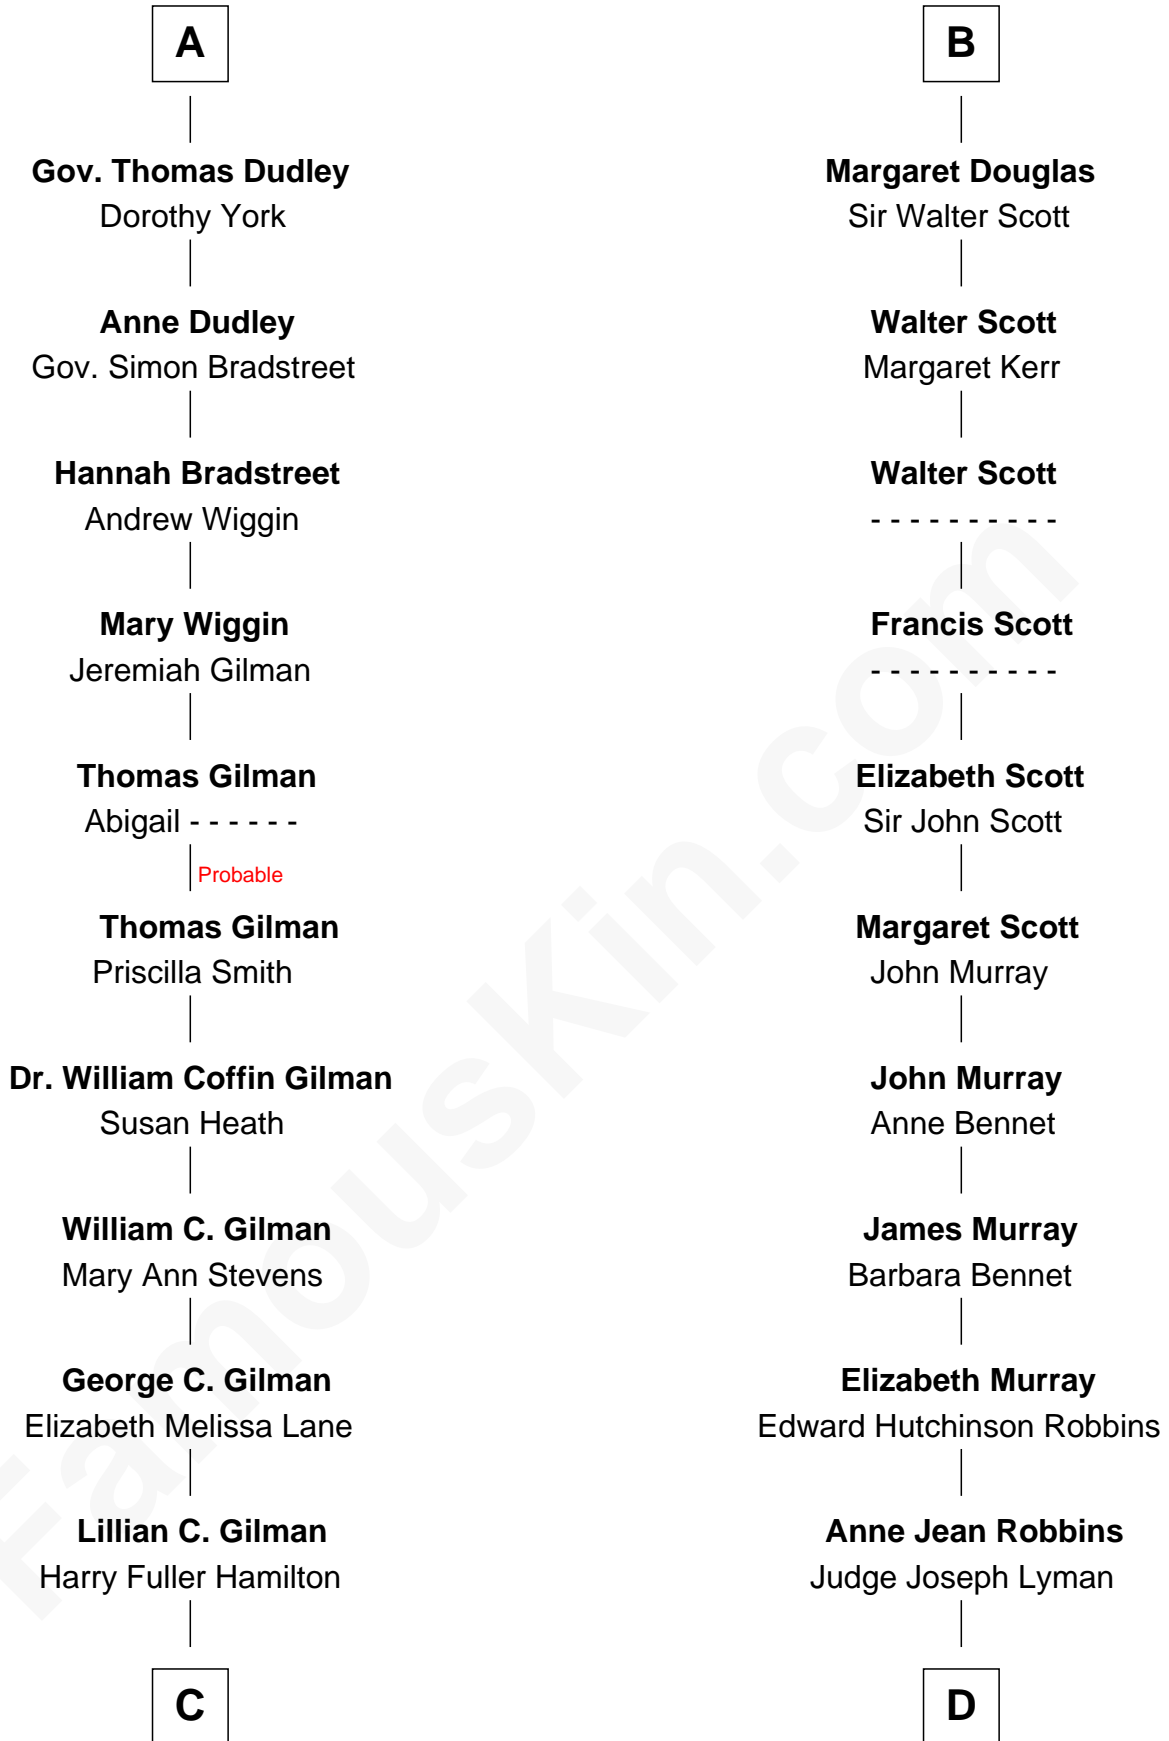 A
Gov. Thomas Dudley
Dorothy York
Anne Dudley
Gov. Simon Bradstreet
Hannah Bradstreet
Andrew Wiggin
Mary Wiggin
Jeremiah Gilman
Thomas Gilman
Abigail - - - - - -
Probable
Thomas Gilman
Priscilla Smith
Dr. William Coffin Gilman
Susan Heath
William C. Gilman
Mary Ann Stevens
George C. Gilman
Elizabeth Melissa Lane
Lillian C. Gilman
Harry Fuller Hamilton
C
B
Margaret Douglas
Sir Walter Scott
Walter Scott
Margaret Kerr
Walter Scott
- - - - - - - - - -
Francis Scott
- - - - - - - - - -
Elizabeth Scott
Sir John Scott
Margaret Scott
John Murray
John Murray
Anne Bennet
James Murray
Barbara Bennet
Elizabeth Murray
Edward Hutchinson Robbins
Anne Jean Robbins
Judge Joseph Lyman
D
FamousKin.com